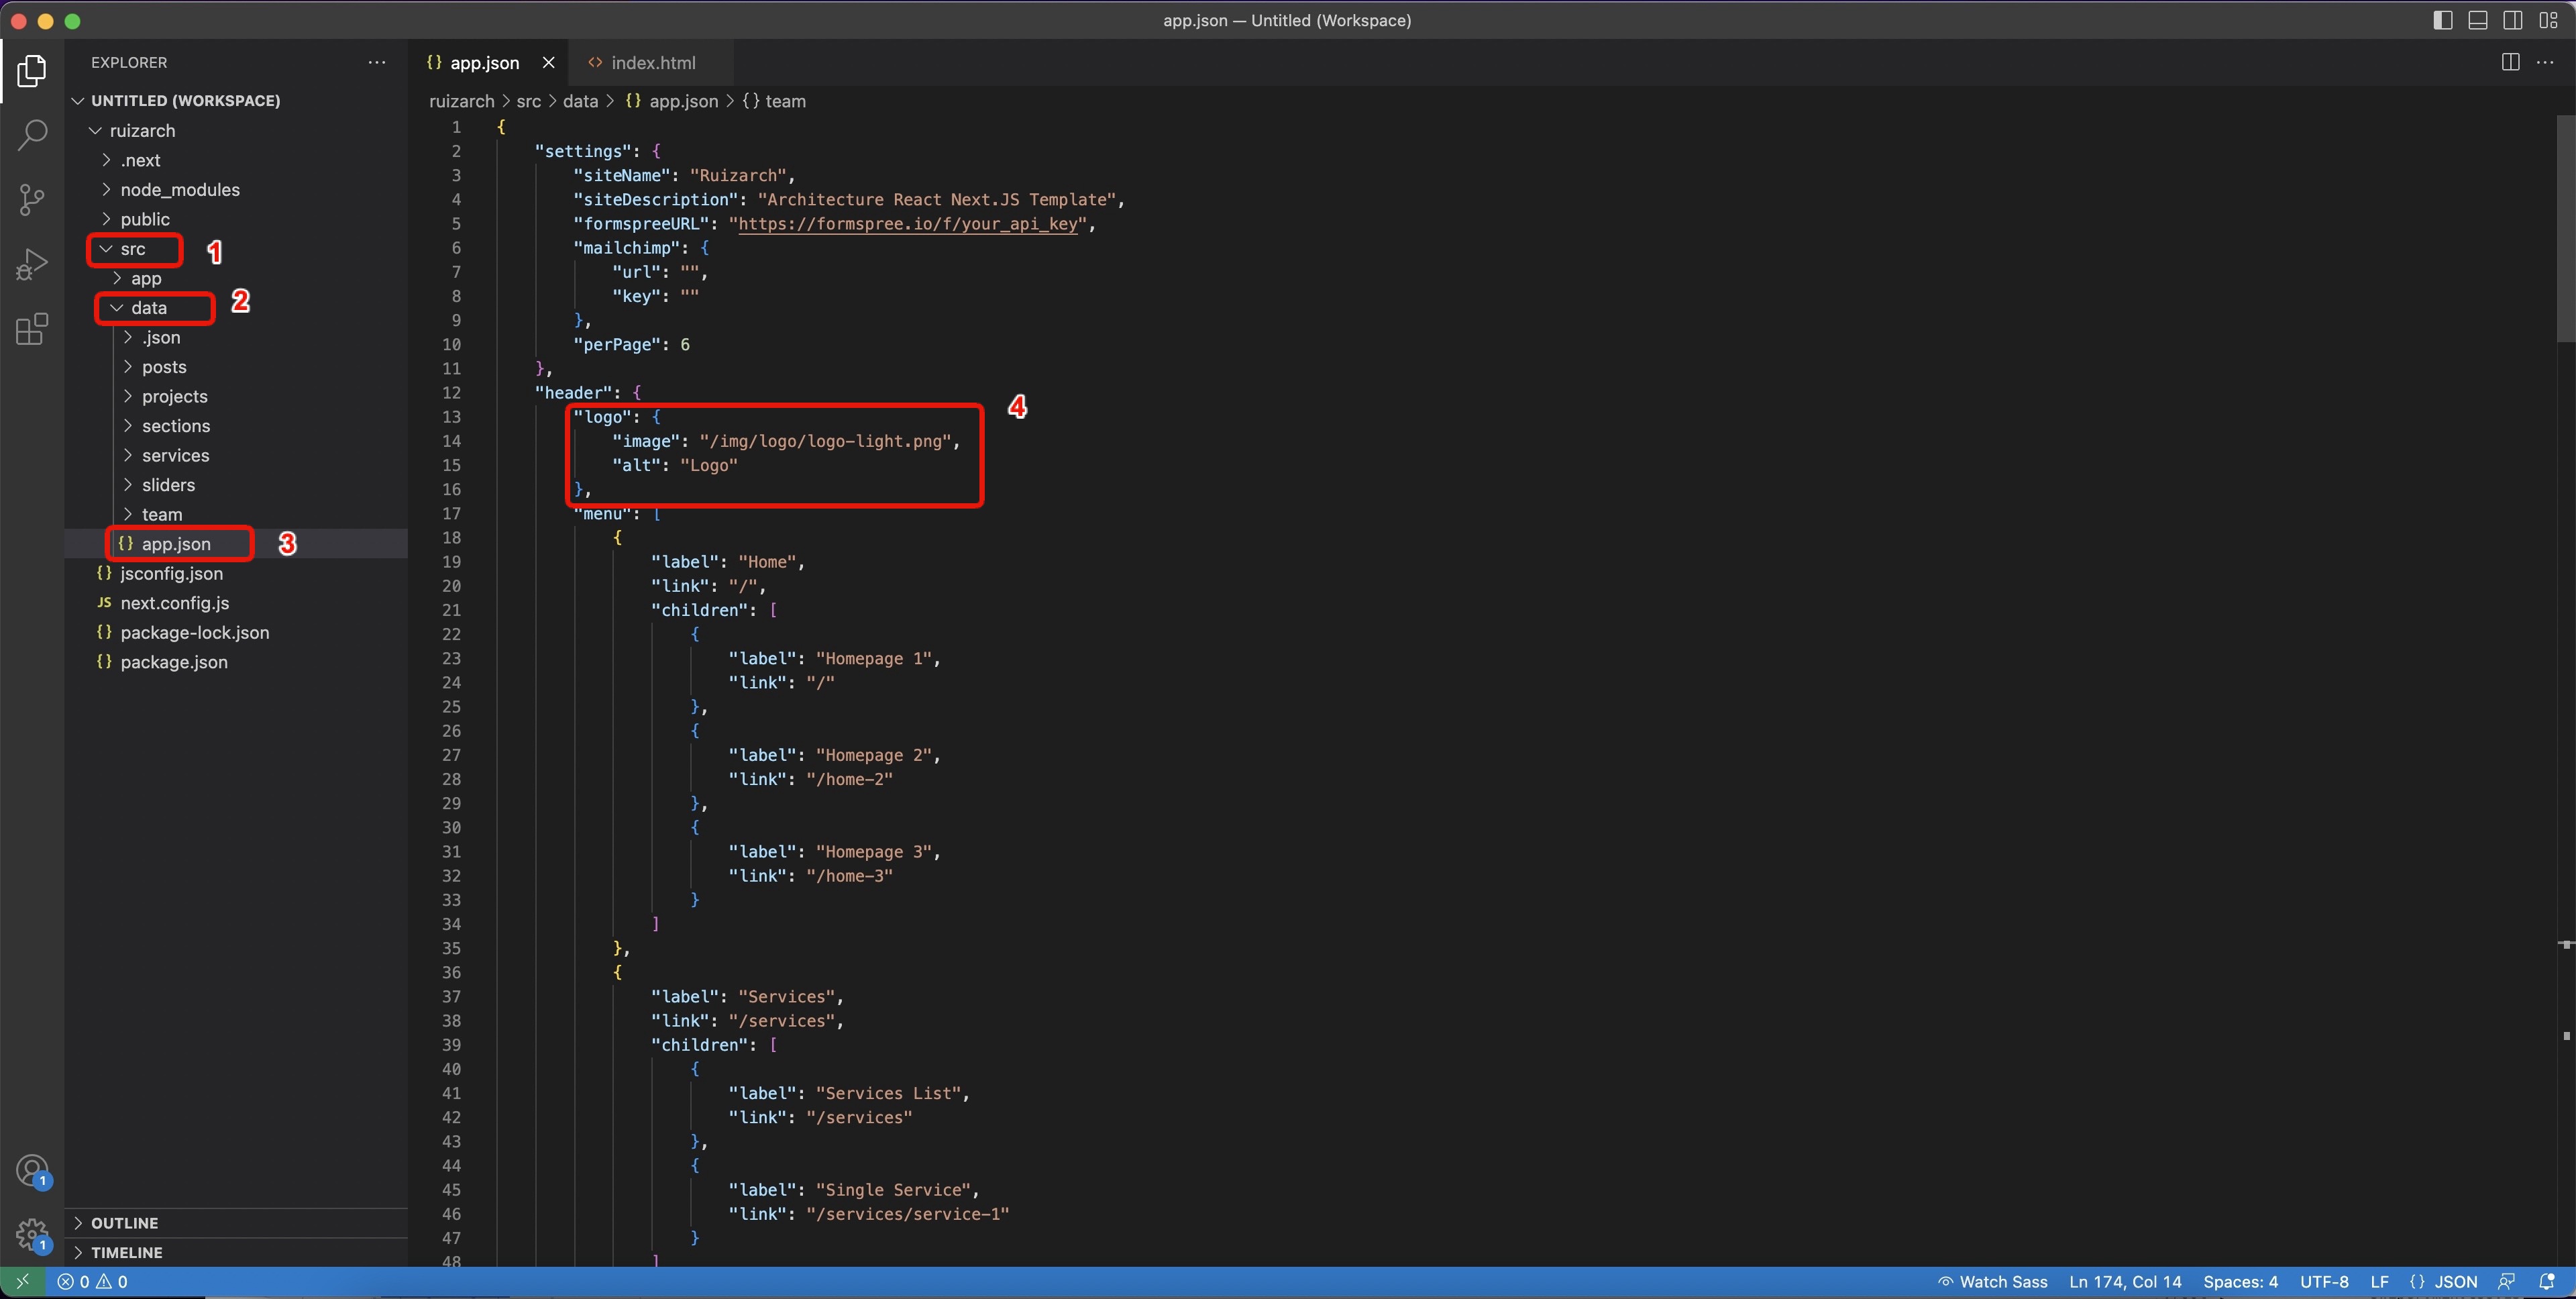 app.json — Untitled (Workspace)
EXPLORER
UNTITLED (WORKSPACE)
ruizarch
.next
node_modules
public
src
1
app
data
2
.json
posts
projects
sections
services
sliders
team
{} app.json
3
{} jsconfig.json
JS next.config.js
{} package-lock.json
{} package.json
OUTLINE
TIMELINE
1
1
{} app.json
<> index.html
ruizarch > src > data > {} app.json > {} team
1 {
2 "settings": {
3 "siteName": "Ruizarch",
4 "siteDescription": "Architecture React Next.JS Template",
5 "formspreeURL": "https://formspree.io/f/your_api_key",
6 "mailchimp": {
7 "url": "",
8 "key": ""
9 },
10 "perPage": 6
11 },
12 "header": {
4
13 "logo": {
14 "image": "/img/logo/logo-light.png",
15 "alt": "Logo"
16 },
17 "menu": [
18 {
19 "label": "Home",
20 "link": "/",
21 "children": [
22 {
23 "label": "Homepage 1",
24 "link": "/"
25 },
26 {
27 "label": "Homepage 2",
28 "link": "/home-2"
29 },
30 {
31 "label": "Homepage 3",
32 "link": "/home-3"
33 }
34 ]
35 },
36 {
37 "label": "Services",
38 "link": "/services",
39 "children": [
40 {
41 "label": "Services List",
42 "link": "/services"
43 },
44 {
45 "label": "Single Service",
46 "link": "/services/service-1"
47 }
48 ]
0 0
Watch Sass Ln 174, Col 14 Spaces: 4 UTF-8 LF {} JSON